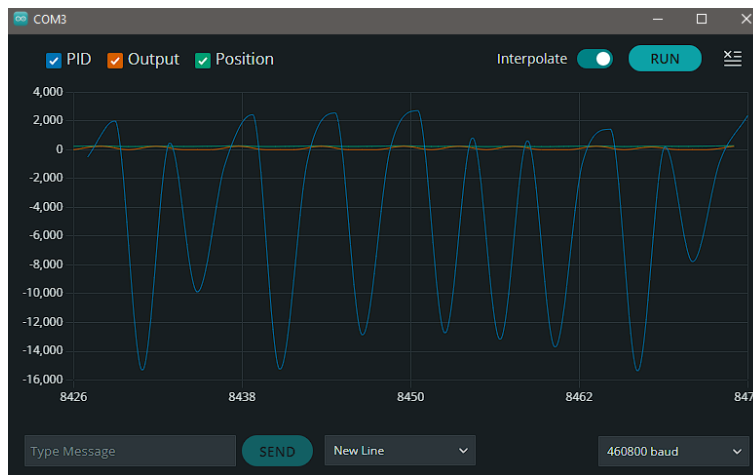 COM3
PID Output Position Interpolate RUN
4,000
2,000
0
-2,000
-4,000
-6,000
-8,000
-10,000
-12,000
-14,000
-16,000
8426 8438 8450 8462 847
Type Message SEND New Line 460800 baud